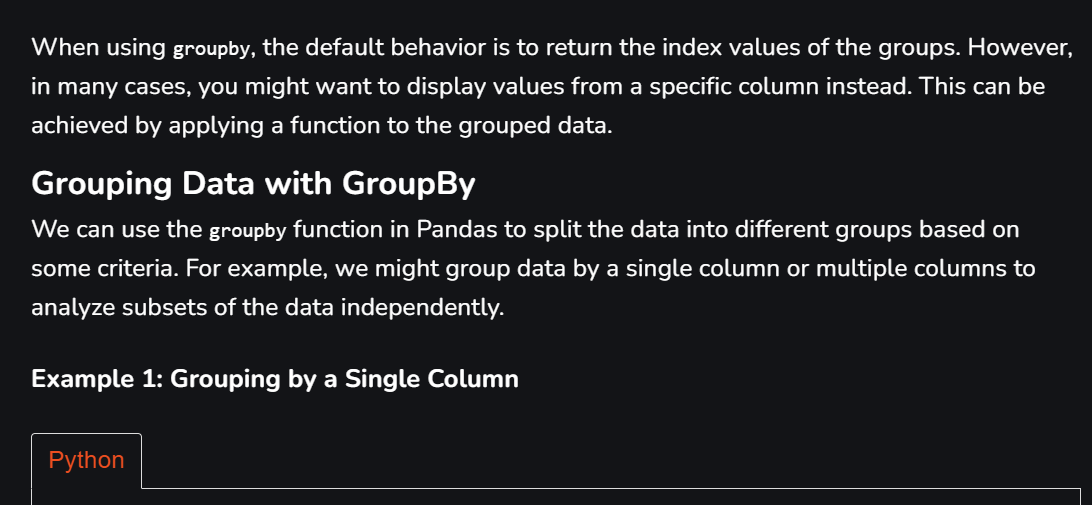 When using groupby, the default behavior is to return the index values of the groups. However,
in many cases, you might want to display values from a specific column instead. This can be
achieved by applying a function to the grouped data.
Grouping Data with GroupBy
We can use the groupby function in Pandas to split the data into different groups based on
some criteria. For example, we might group data by a single column or multiple columns to
analyze subsets of the data independently.
Example 1: Grouping by a Single Column
Python